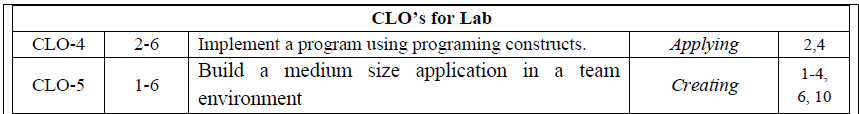 CLO’s for Lab
CLO-4 2-6 Implement a program using programing constructs. Applying 2,4
CLO-5 1-6 Build a medium size application in a team environment Creating 1-4, 6, 10